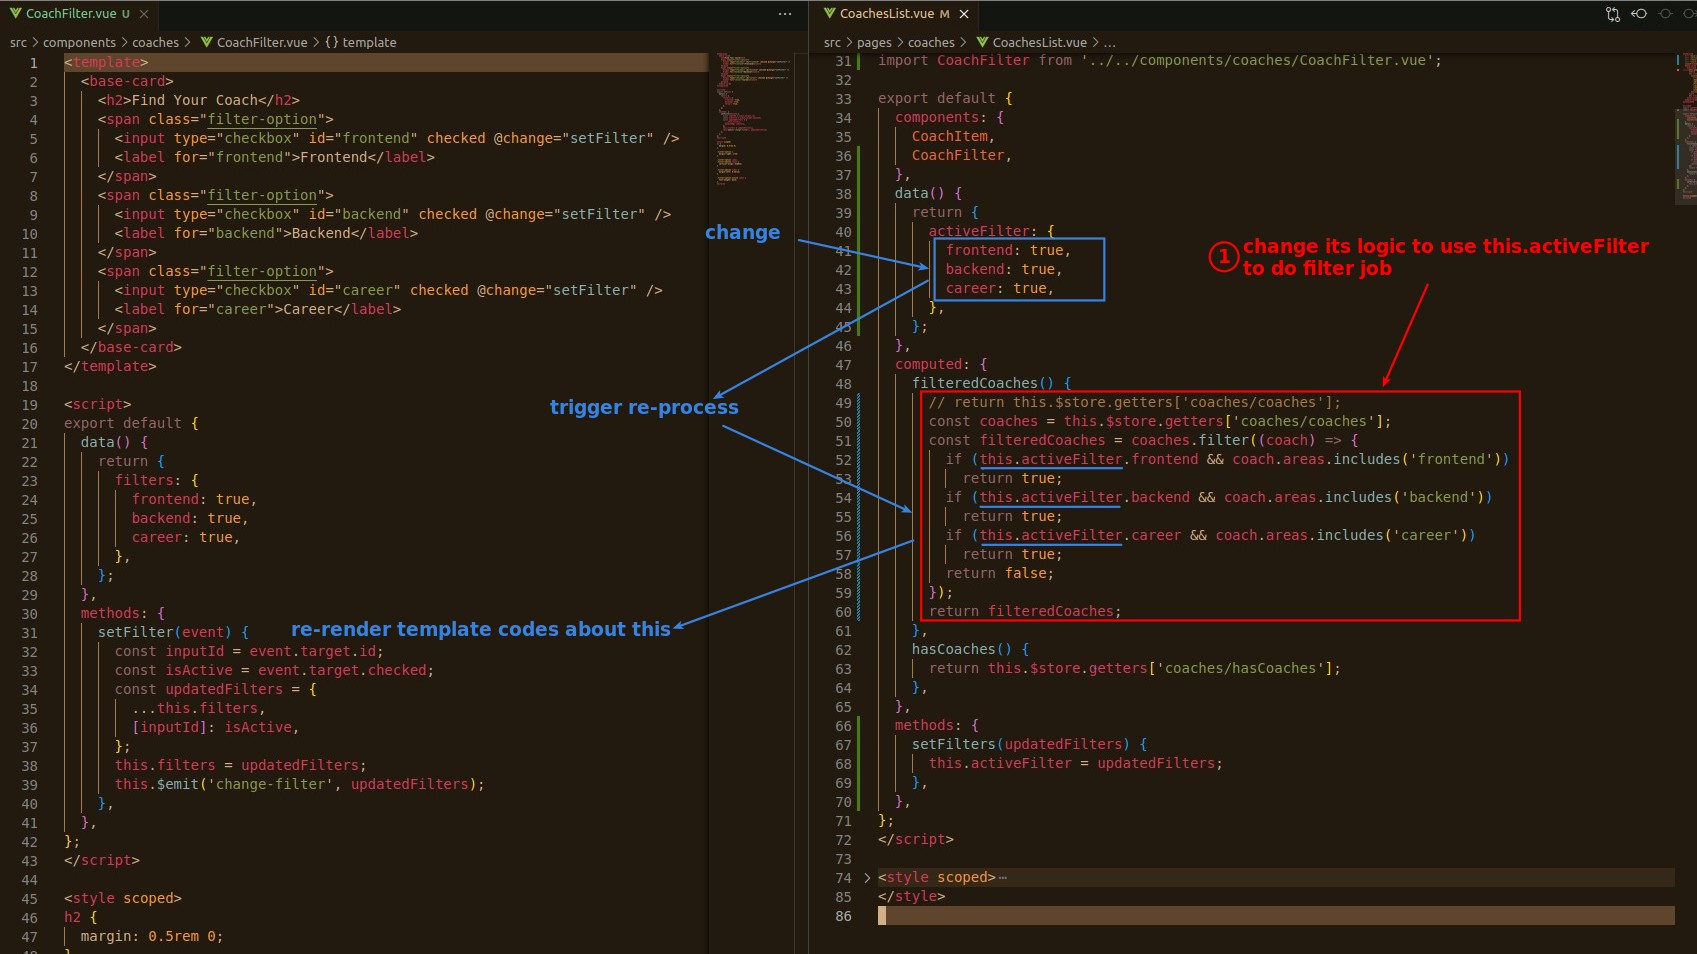 CoachFilter.vue U
CoachesList.vue M
src > components > coaches > CoachFilter.vue > {} template
src > pages > coaches > CoachesList.vue > ...
1 <template>
2 <base-card>
3 <h2>Find Your Coach</h2>
4 <span class="filter-option">
5 <input type="checkbox" id="frontend" checked @change="setFilter" />
6 <label for="frontend">Frontend</label>
7 </span>
8 <span class="filter-option">
9 <input type="checkbox" id="backend" checked @change="setFilter" />
10 <label for="backend">Backend</label>
11 </span>
12 <span class="filter-option">
13 <input type="checkbox" id="career" checked @change="setFilter" />
14 <label for="career">Career</label>
15 </span>
16 </base-card>
17 </template>
18
19 <script>
20 export default {
21 data() {
22 return {
23 filters: {
24 frontend: true,
25 backend: true,
26 career: true,
27 },
28 };
29 },
30 methods: {
31 setFilter(event) {
32 const inputId = event.target.id;
33 const isActive = event.target.checked;
34 const updatedFilters = {
35 ...this.filters,
36 [inputId]: isActive,
37 };
38 this.filters = updatedFilters;
39 this.$emit('change-filter', updatedFilters);
40 },
41 },
42 };
43 </script>
44
45 <style scoped>
46 h2 {
47 margin: 0.5rem 0;
48 }
change
trigger re-process
re-render template codes about this
31 import CoachFilter from '../../components/coaches/CoachFilter.vue';
32
33 export default {
34 components: {
35 CoachItem,
36 CoachFilter,
37 },
38 data() {
39 return {
40 activeFilter: {
41 frontend: true,
42 backend: true,
43 career: true,
44 },
45 };
46 },
47 computed: {
48 filteredCoaches() {
49 // return this.$store.getters['coaches/coaches'];
50 const coaches = this.$store.getters['coaches/coaches'];
51 const filteredCoaches = coaches.filter((coach) => {
52 if (this.activeFilter.frontend && coach.areas.includes('frontend'))
53 return true;
54 if (this.activeFilter.backend && coach.areas.includes('backend'))
55 return true;
56 if (this.activeFilter.career && coach.areas.includes('career'))
57 return true;
58 return false;
59 });
60 return filteredCoaches;
61 },
62 hasCoaches() {
63 return this.$store.getters['coaches/hasCoaches'];
64 },
65 },
66 methods: {
67 setFilters(updatedFilters) {
68 this.activeFilter = updatedFilters;
69 },
70 },
71 };
72 </script>
73
74 <style scoped>⋯
85 </style>
86
1 change its logic to use this.activeFilter
to do filter job